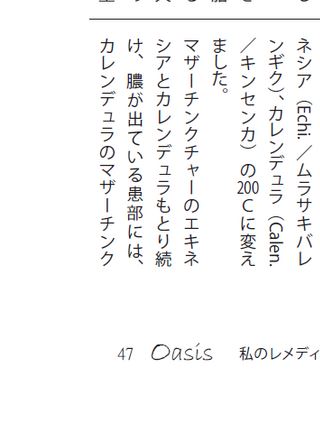 ネシア（Echi. ／ムラサキバレ
ンギク）、カレンデュラ（Calen.
／キンセンカ）の200Ｃに変え
ました。
マザーチンクチャーのエキネ
シアとカレンデュラもとり続
け、膿が出ている患部には、
カレンデュラのマザーチンク
47 Oasis 私のレメディ